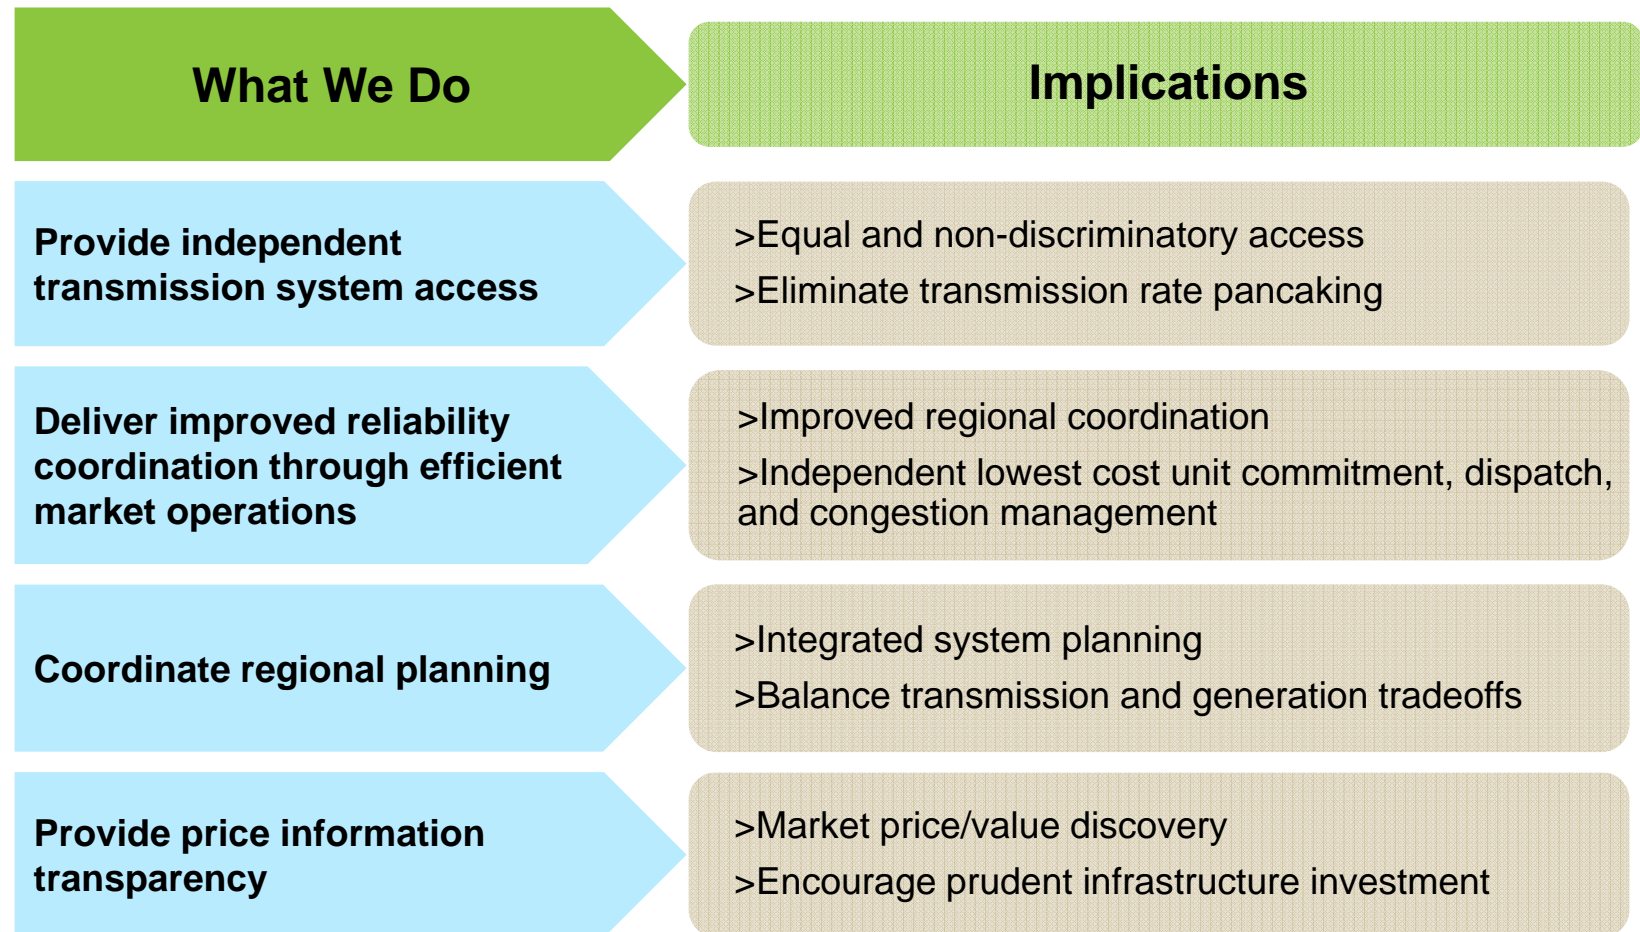 What We Do
Implications
Provide independent
transmission system access
>Equal and non-discriminatory access
>Eliminate transmission rate pancaking
Deliver improved reliability
coordination through efficient
market operations
>Improved regional coordination
>Independent lowest cost unit commitment, dispatch,
and congestion management
Coordinate regional planning
>Integrated system planning
>Balance transmission and generation tradeoffs
Provide price information
transparency
>Market price/value discovery
>Encourage prudent infrastructure investment